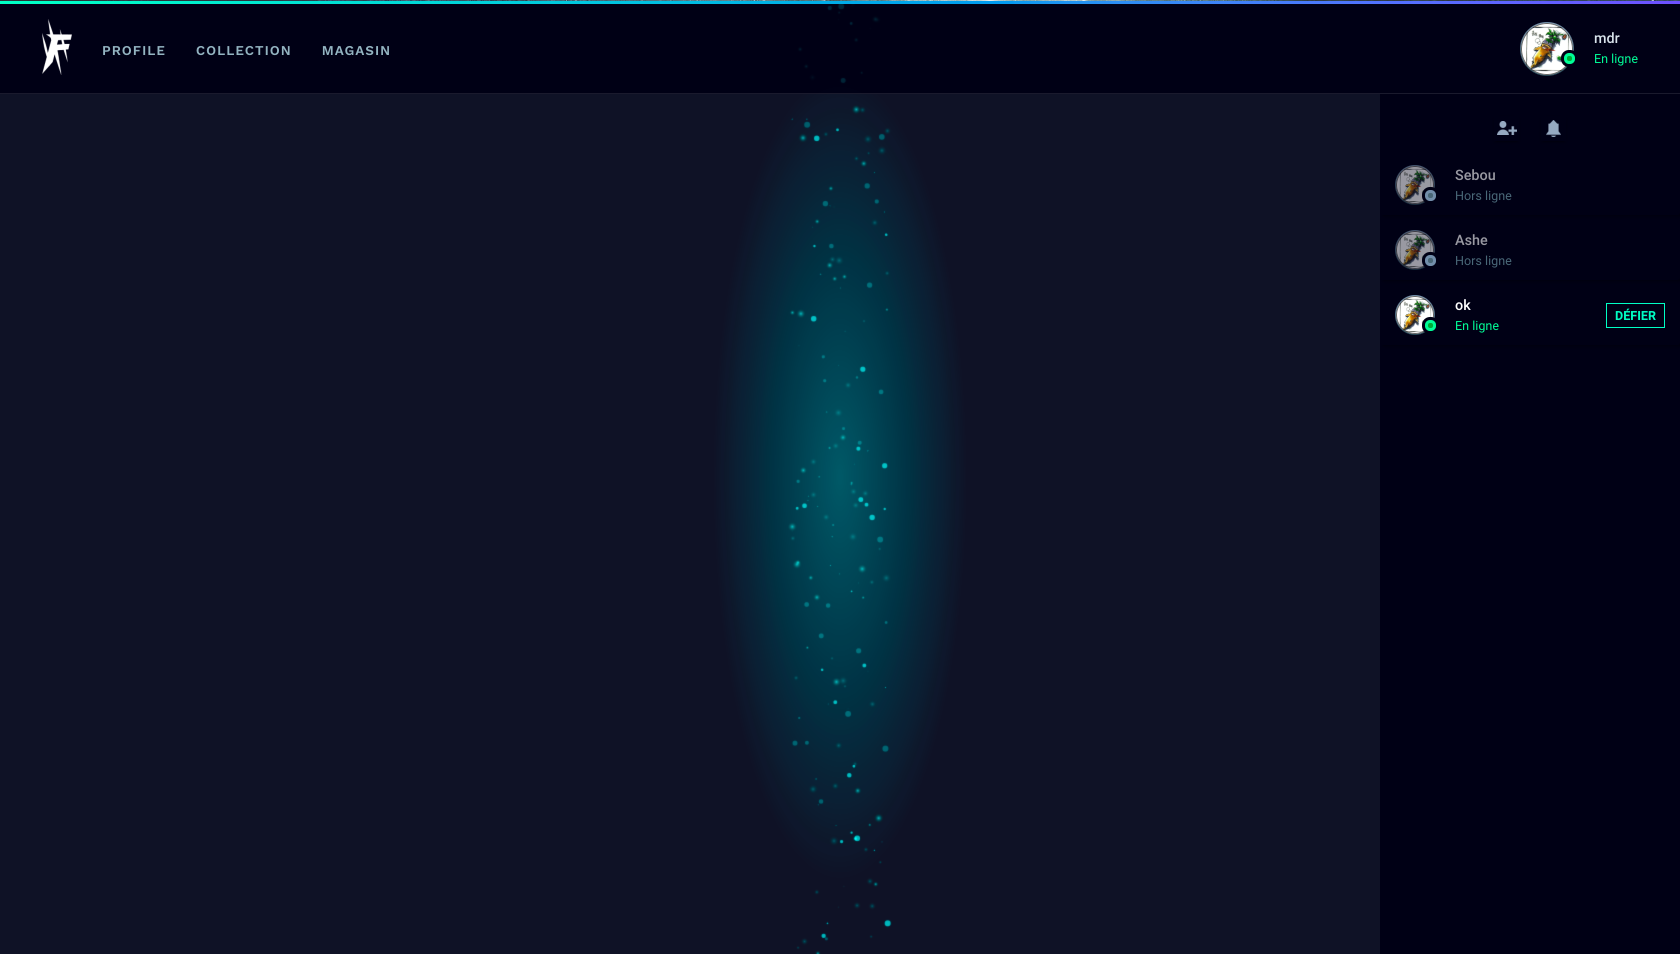 PROFILE
COLLECTION
MAGASIN
mdr
En ligne
Sebou
Hors ligne
Ashe
Hors ligne
ok
En ligne
DÉFIER